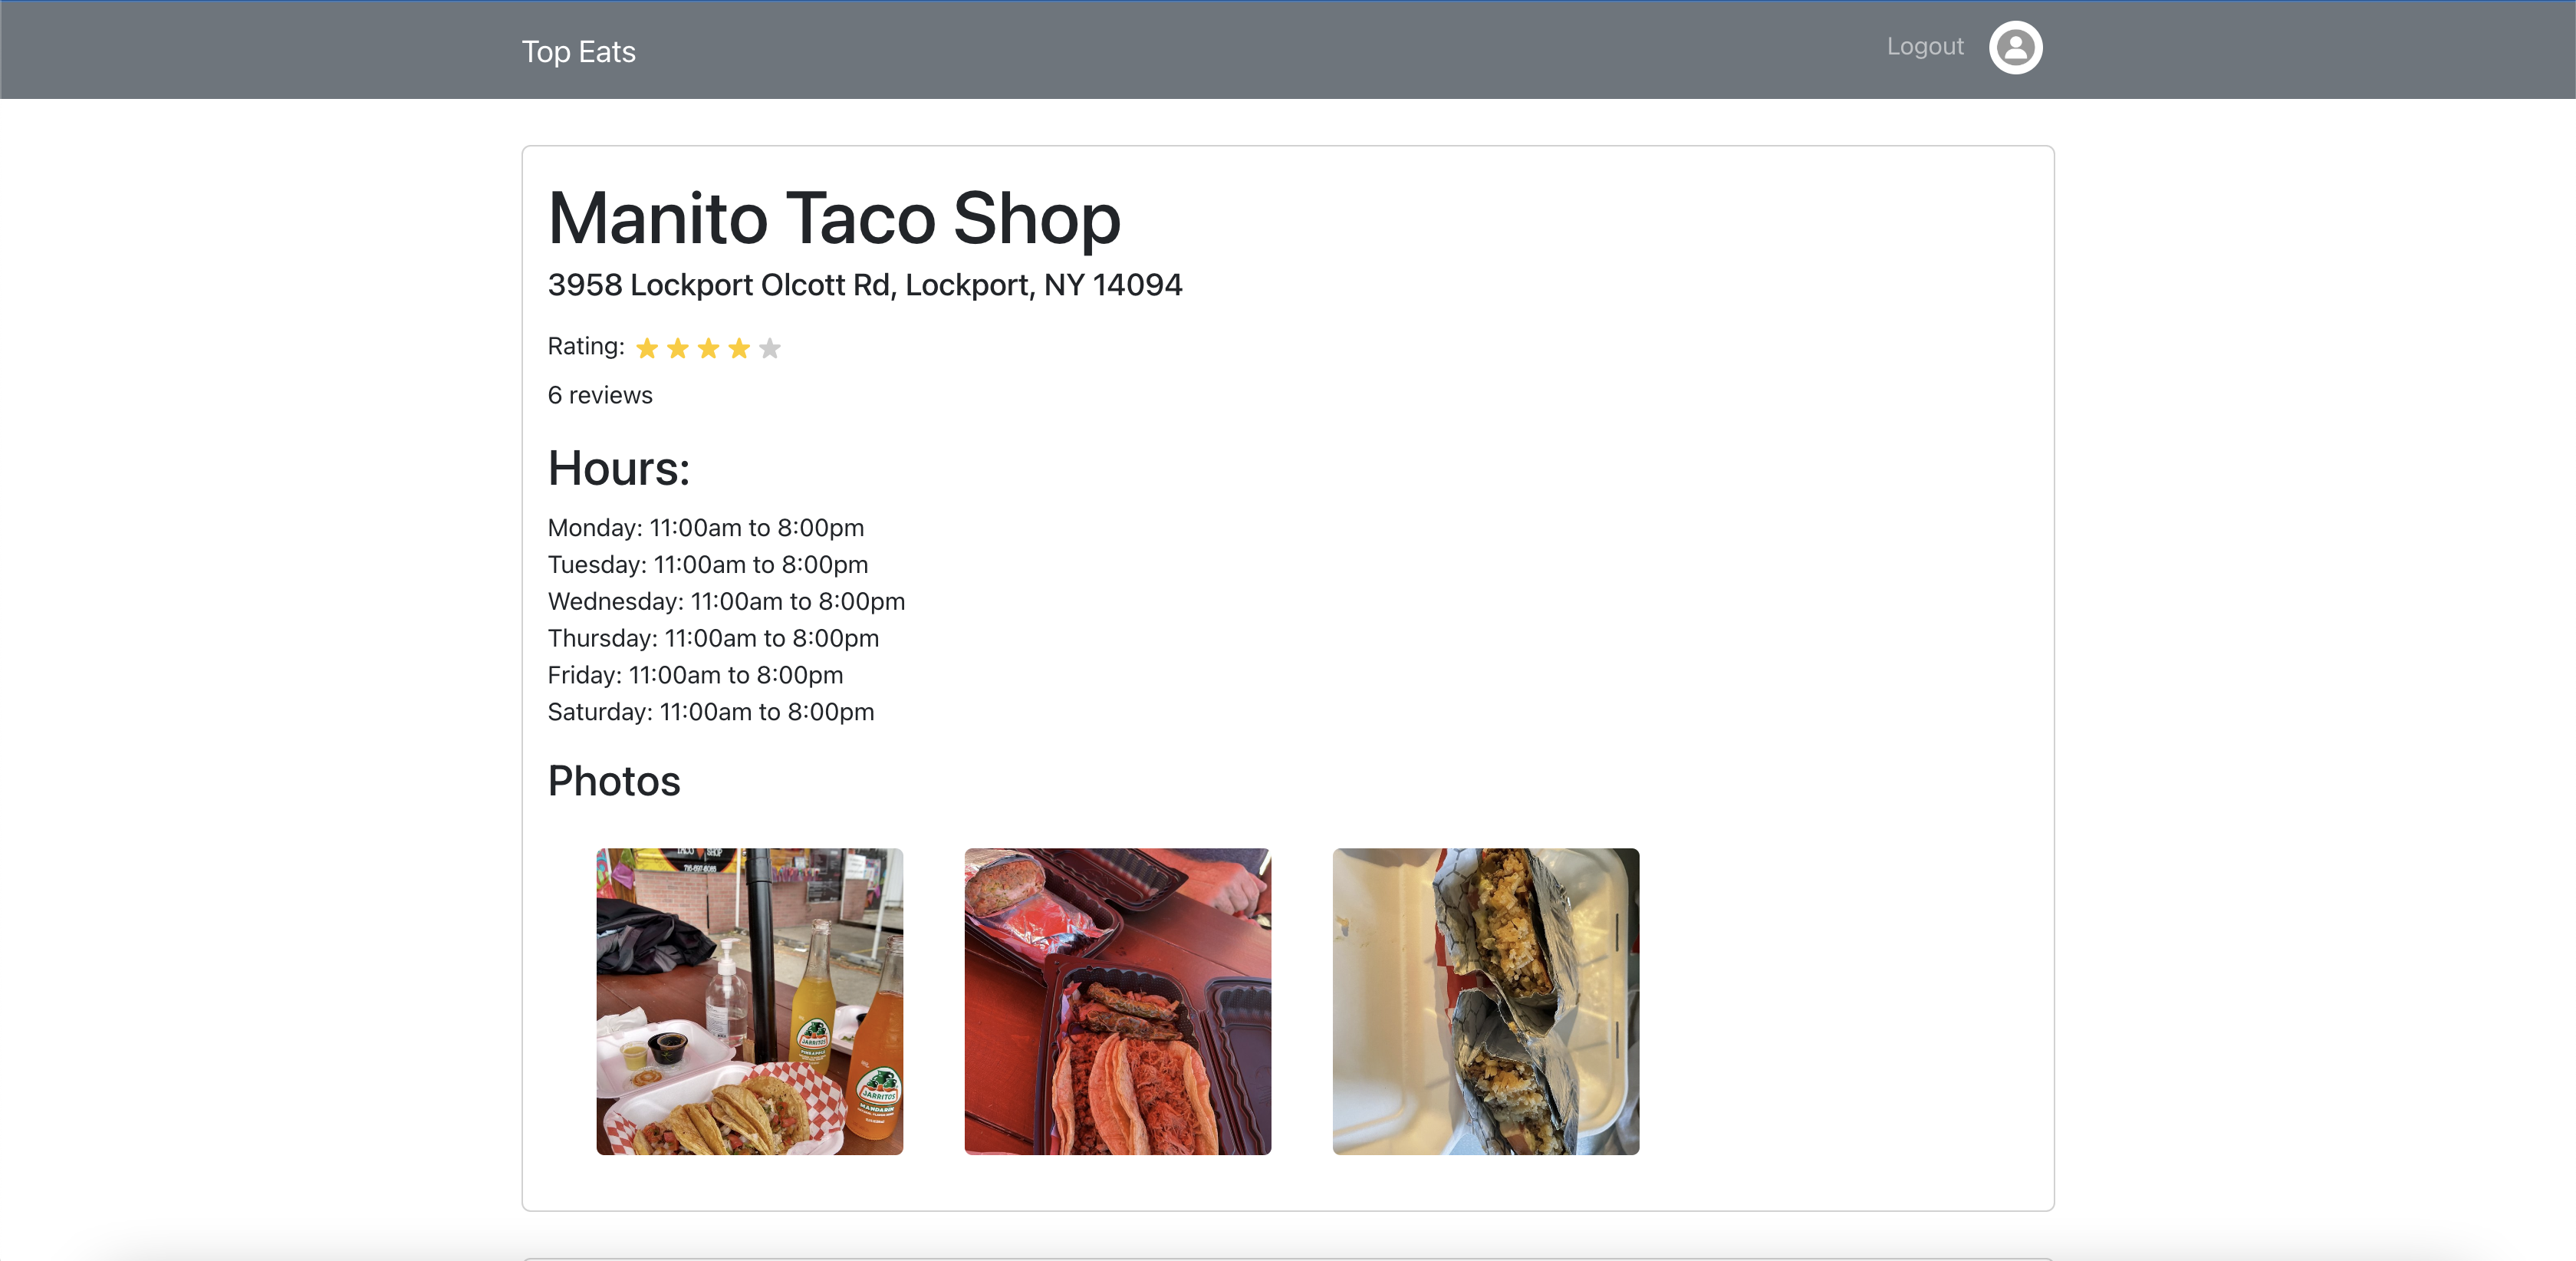 Top Eats
Logout
Manito Taco Shop
3958 Lockport Olcott Rd, Lockport, NY 14094
Rating:
6 reviews
Hours:
Monday: 11:00am to 8:00pm
Tuesday: 11:00am to 8:00pm
Wednesday: 11:00am to 8:00pm
Thursday: 11:00am to 8:00pm
Friday: 11:00am to 8:00pm
Saturday: 11:00am to 8:00pm
Photos
TACO SHOP
JARRITOS
PINEAPPLE
JARRITOS
MANDARIN